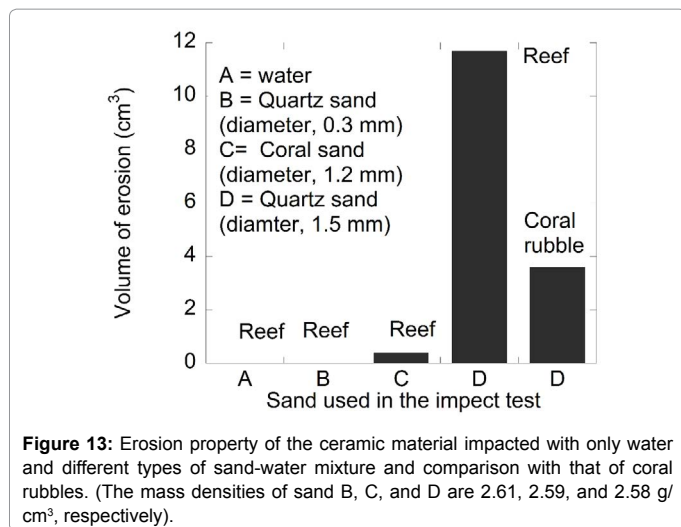 12
10
8
6
4
2
0
Volume of erosion (cm³)
A = water
B = Quartz sand
(diameter, 0.3 mm)
C= Coral sand
(diameter, 1.2 mm)
D = Quartz sand
(diamter, 1.5 mm)
Reef
Coral
rubble
Reef Reef Reef
A B C D D
Sand used in the impect test
Figure 13: Erosion property of the ceramic material impacted with only water
and different types of sand-water mixture and comparison with that of coral
rubbles. (The mass densities of sand B, C, and D are 2.61, 2.59, and 2.58 g/
cm³, respectively).